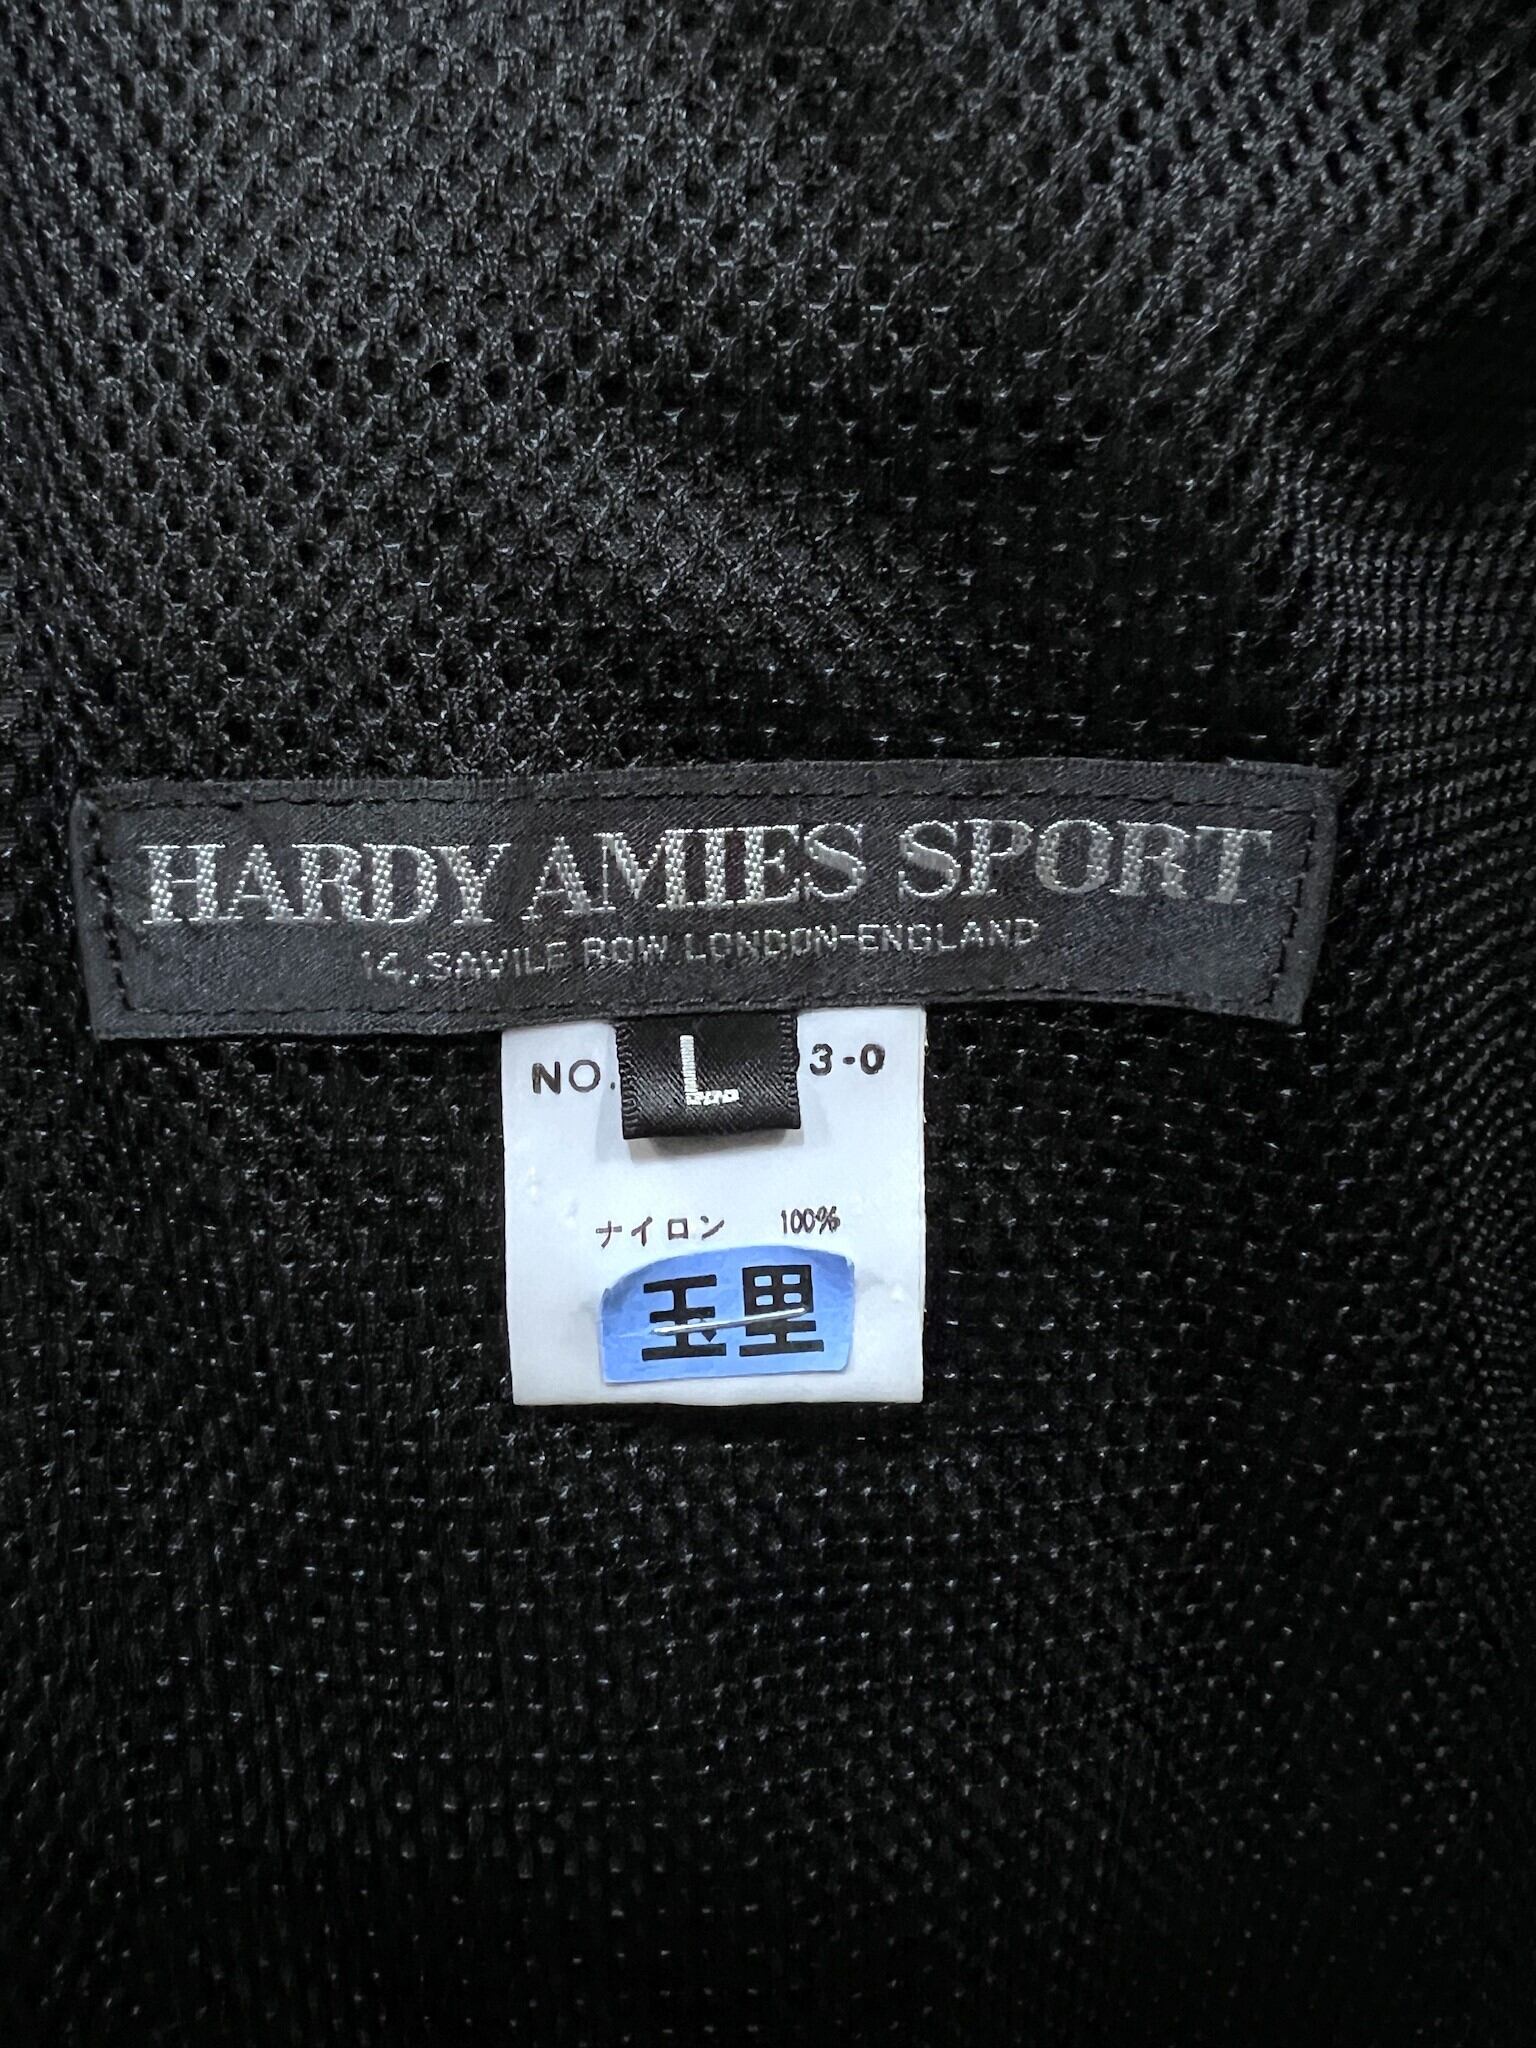 HARDY AMIES SPORT
14, SAVILE ROW LONDON-ENGLAND
L
NO. 3-0
ナイロン 100%
玉里